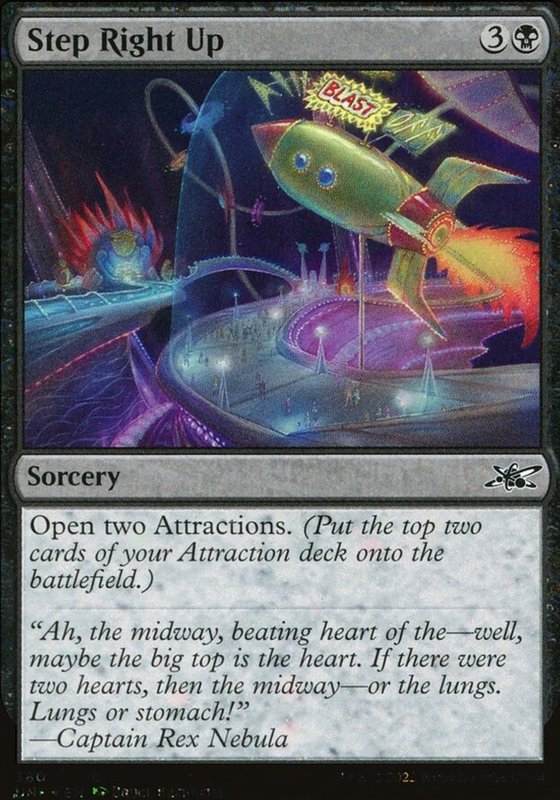 Step Right Up
3
BLAST
Sorcery
Open two Attractions. (Put the top two
cards of your Attraction deck onto the
battlefield.)
“Ah, the midway, beating heart of the—well,
maybe the big top is the heart. If there were
two hearts, then the midway—or the lungs.
Lungs or stomach!”
—Captain Rex Nebula
380 C
2022